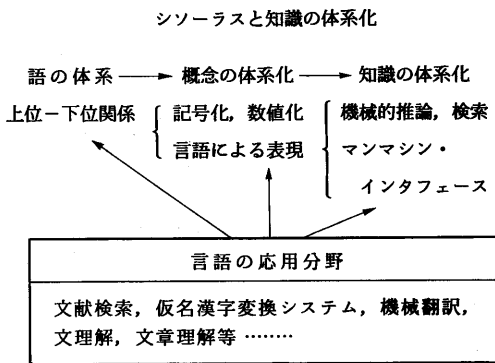 シソーラスと知識の体系化
語の体系 → 概念の体系化 → 知識の体系化
上位－下位関係
記号化，数値化
言語による表現
機械的推論，検索
マンマシン・
インタフェース
言語の応用分野
文献検索，仮名漢字変換システム，機械翻訳，
文理解，文章理解等 ………